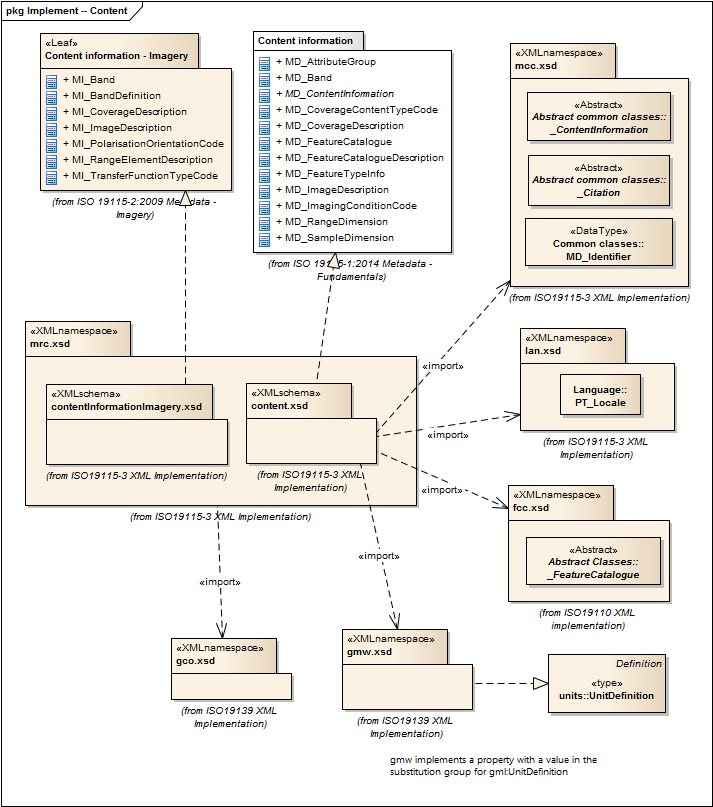 pkg Implement -- Content
«Leaf»
Content information - Imagery
+ MI_Band
+ MI_BandDefinition
+ MI_CoverageDescription
+ MI_ImageDescription
+ MI_PolarisationOrientationCode
+ MI_RangeElementDescription
+ MI_TransferFunctionTypeCode
(from ISO 19115-2:2009 Metadata -
Imagery)
Content information
+ MD_AttributeGroup
+ MD_Band
+ MD_ContentInformation
+ MD_CoverageContentTypeCode
+ MD_CoverageDescription
+ MD_FeatureCatalogue
+ MD_FeatureCatalogueDescription
+ MD_FeatureTypeInfo
+ MD_ImageDescription
+ MD_ImagingConditionCode
+ MD_RangeDimension
+ MD_SampleDimension
(from ISO 19115-1:2014 Metadata -
Fundamentals)
«XMLnamespace»
mcc.xsd
«Abstract»
Abstract common classes::
_ContentInformation
«Abstract»
Abstract common classes::
_Citation
«DataType»
Common classes::
MD_Identifier
(from ISO19115-3 XML Implementation)
«XMLnamespace»
mrc.xsd
«XMLschema»
contentInformationImagery.xsd
(from ISO19115-3 XML Implementation)
«XMLschema»
content.xsd
(from ISO19115-3 XML
Implementation)
(from ISO19115-3 XML Implementation)
«import»
«XMLnamespace»
lan.xsd
Language::
PT_Locale
(from ISO19115-3 XML
Implementation)
«import»
«import»
«XMLnamespace»
fcc.xsd
«Abstract»
Abstract Classes::
_FeatureCatalogue
(from ISO19110 XML
implementation)
«import»
«import»
«XMLnamespace»
gco.xsd
(from ISO19139 XML
Implementation)
«XMLnamespace»
gmw.xsd
(from ISO19139 XML
Implementation)
Definition
«type»
units::UnitDefinition
gmw implements a property with a value in the
substitution group for gml:UnitDefinition